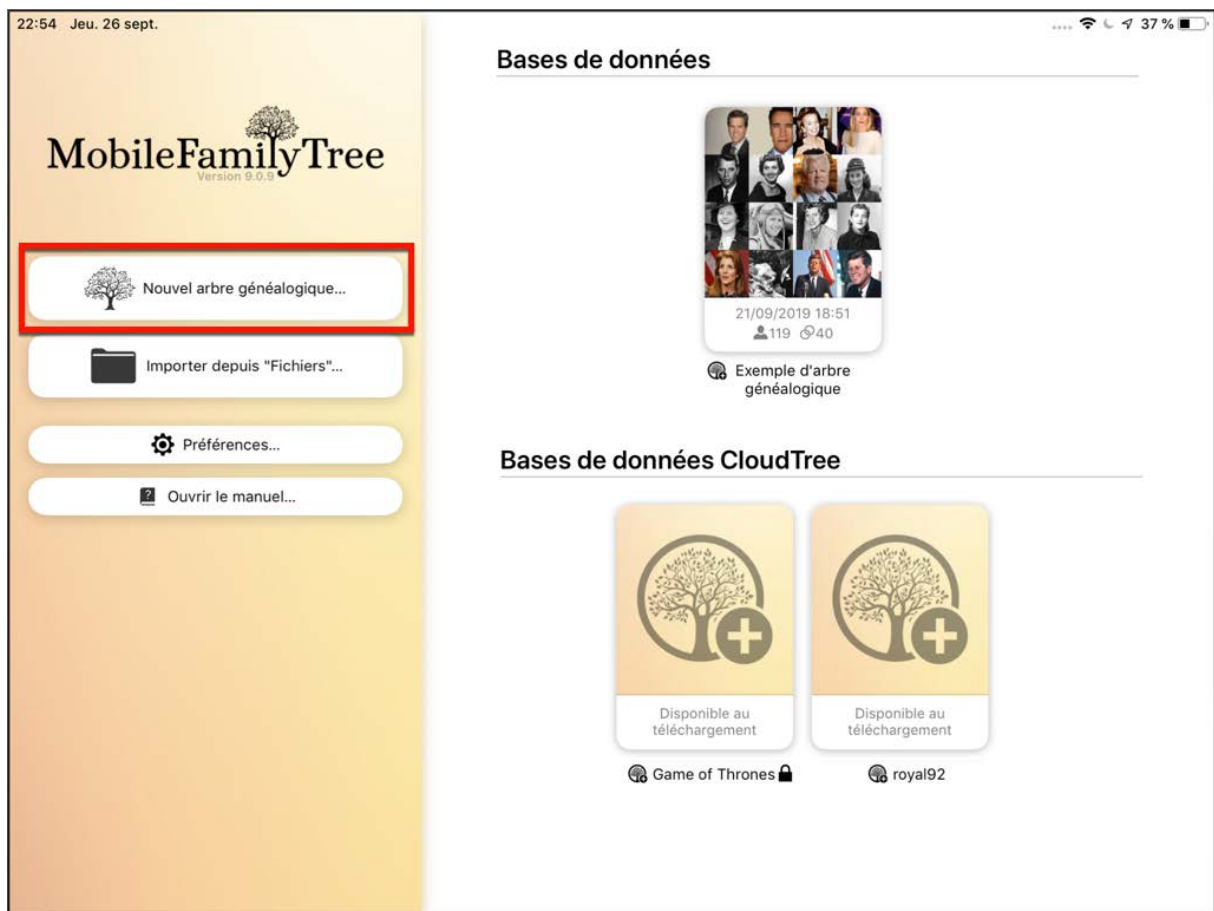 22:54 Jeu. 26 sept.
37 %
MobileFamilyTree
Version 9.0.9
Nouvel arbre généalogique...
Importer depuis "Fichiers"...
Préférences...
Ouvrir le manuel...
Bases de données
21/09/2019 18:51
119 40
Exemple d'arbre
généalogique
Bases de données CloudTree
Disponible au
téléchargement
Game of Thrones
Disponible au
téléchargement
royal92